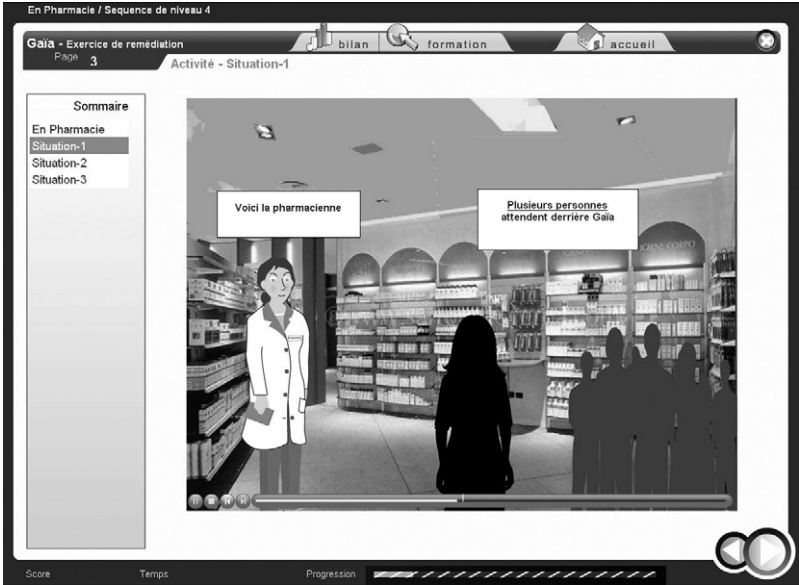 En Pharmacie / Sequence de niveau 4
Gaïa - Exercice de remédiation
Page 3
bilan
formation
accueil
Activité - Situation-1
Sommaire
En Pharmacie
Situation-1
Situation-2
Situation-3
Voici la pharmacienne
Plusieurs personnes
attendent derrière Gaïa
Score
Temps
Progression